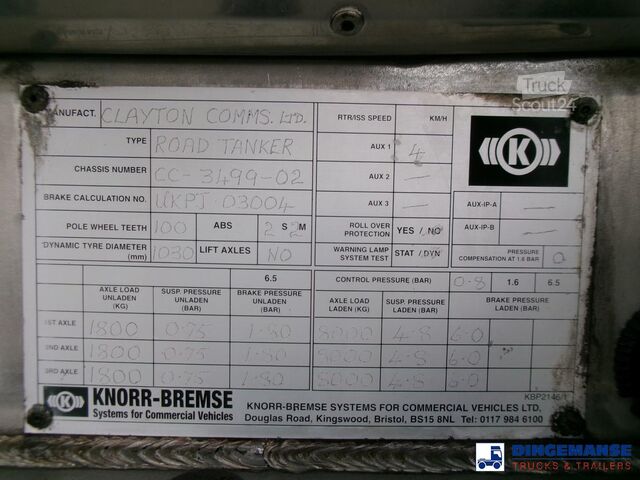 Truck
Scout24
MANUFACT. CLAYTON COMMS. LTD.
TYPE ROAD TANKER
CHASSIS NUMBER CC-3499-02
BRAKE CALCULATION NO. UKPJ 03004
POLE WHEEL TEETH 100 ABS 2 S 2 M
DYNAMIC TYRE DIAMETER (mm) 1030 LIFT AXLES NO
RTR/ISS SPEED KM/H
AUX 1 4
AUX 2 —
AUX 3 —
ROLL OVER PROTECTION YES / NO
WARNING LAMP SYSTEM TEST STAT / DYN
K
AUX-IP-A —
AUX-IP-B —
PRESSURE COMPENSATION AT 1.6 BAR 0
6.5
CONTROL PRESSURE (BAR) 0.8 1.6 6.5
AXLE LOAD UNLADEN (KG) SUSP. PRESSURE UNLADEN (BAR) BRAKE PRESSURE UNLADEN (BAR) AXLE LOAD LADEN (KG) SUSP. PRESSURE LADEN (BAR) BRAKE PRESSURE LADEN (BAR)
1ST AXLE 1800 0.75 1.80 8000 4.8 6.0
2ND AXLE 1800 0.75 1.80 8000 4.8 6.0
3RD AXLE 1800 0.75 1.80 8000 4.8 6.0
KBP2146/1
K KNORR-BREMSE
Systems for Commercial Vehicles
KNORR-BREMSE SYSTEMS FOR COMMERCIAL VEHICLES LTD,
Douglas Road, Kingswood, Bristol, BS15 8NL Tel: 0117 984 6100
DINGEMANSE
TRUCKS & TRAILERS